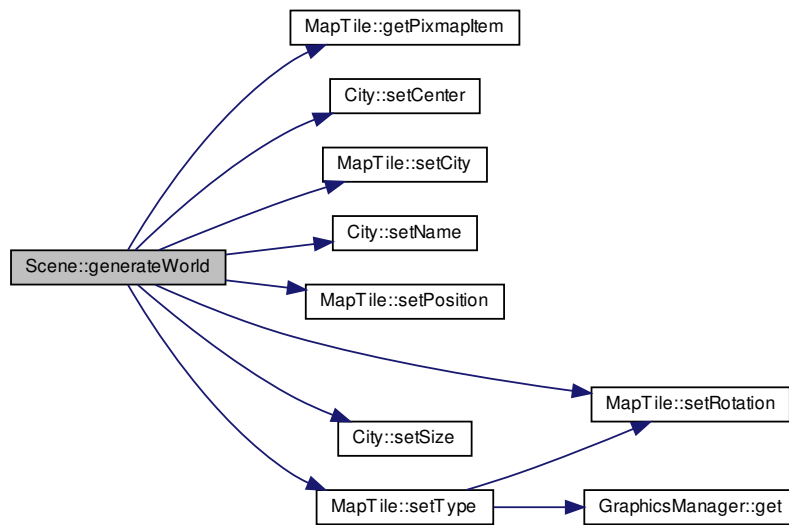 MapTile::getPixmapItem
City::setCenter
MapTile::setCity
City::setName
Scene::generateWorld
MapTile::setPosition
MapTile::setRotation
City::setSize
MapTile::setType
GraphicsManager::get